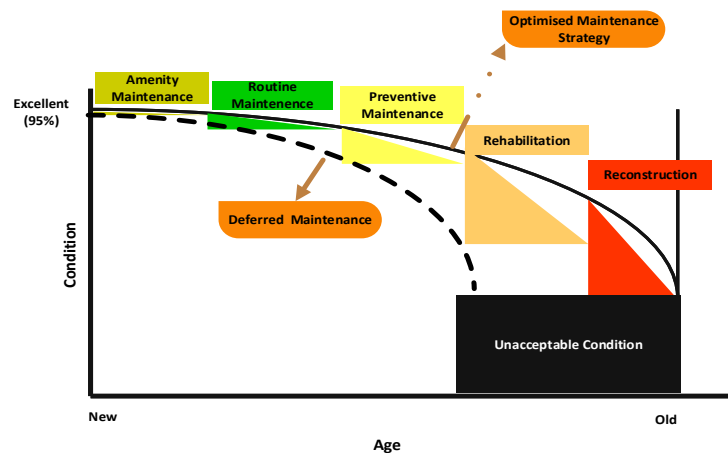 Optimised Maintenance
Strategy
Amenity
Maintenance
Routine
Maintenence
Preventive
Maintenance
Excellent
(95%)
Rehabilitation
Reconstruction
Deferred  Maintenance
Condition
Unacceptable Condition
New
Old
Age